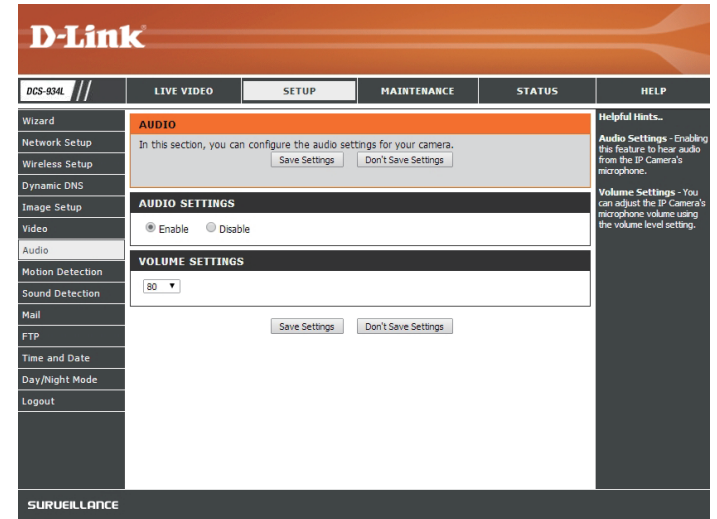 D-Link
DCS-934L
LIVE VIDEO
SETUP
MAINTENANCE
STATUS
HELP
Wizard
Network Setup
Wireless Setup
Dynamic DNS
Image Setup
Video
Audio
Motion Detection
Sound Detection
Mail
FTP
Time and Date
Day/Night Mode
Logout
AUDIO
In this section, you can configure the audio settings for your camera.
Save Settings Don't Save Settings
AUDIO SETTINGS
Enable Disable
VOLUME SETTINGS
80
Save Settings Don't Save Settings
Helpful Hints..
Audio Settings - Enabling
this feature to hear audio
from the IP Camera's
microphone.
Volume Settings - You
can adjust the IP Camera's
microphone volume using
the volume level setting.
SURVEILLANCE